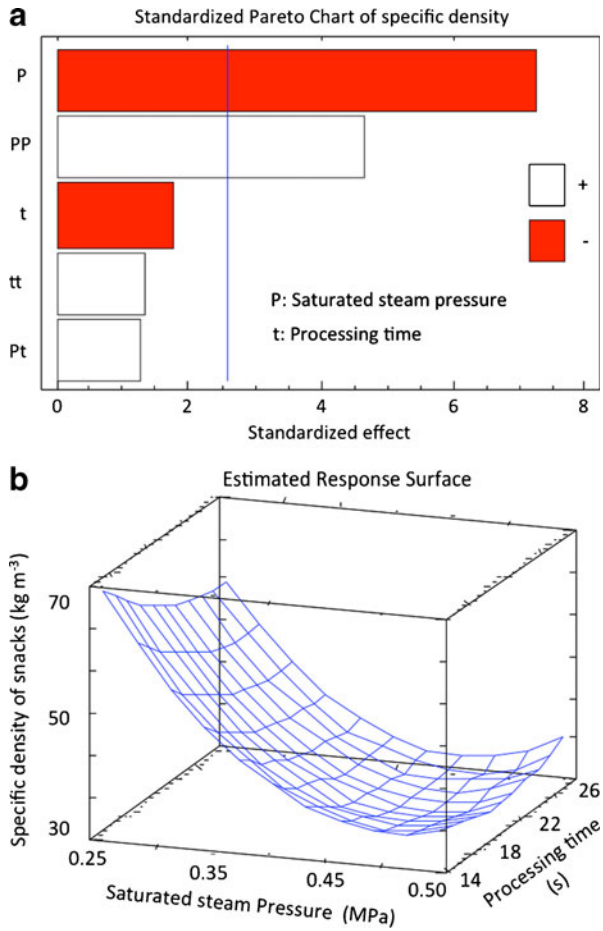 a
Standardized Pareto Chart of specific density
P
PP
t
tt
Pt
+
-
P: Saturated steam pressure
t: Processing time
0 2 4 6 8
Standardized effect
b
Estimated Response Surface
Specific density of snacks (kg m-3)
70
50
30
0.25 0.35 0.45 0.50
Saturated steam Pressure (MPa)
14 18 22 26
Processing time
(s)